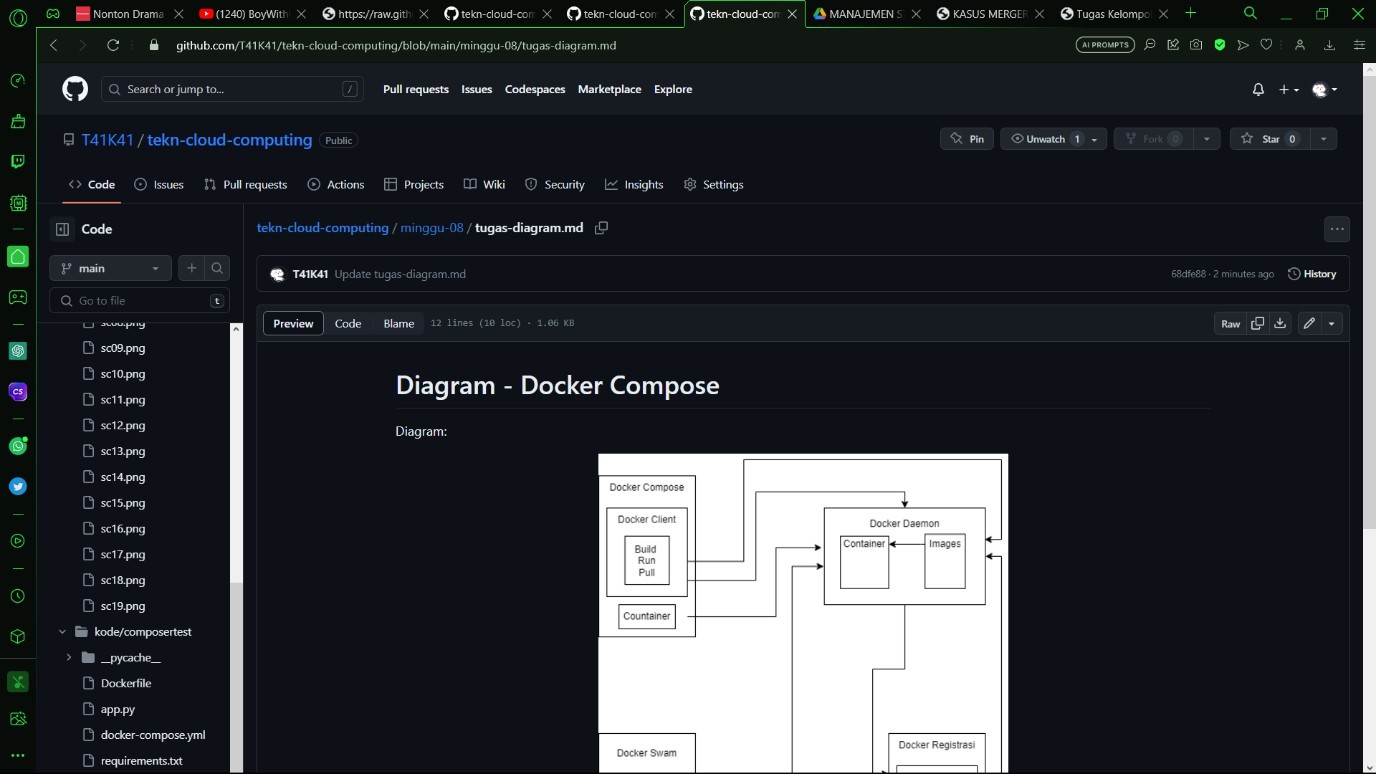 Nonton Drama
(1240) BoyWith
https://raw.gith
tekn-cloud-com
tekn-cloud-com
tekn-cloud-com
MANAJEMEN S
KASUS MERGER
Tugas Kelompo
github.com/T41K41/tekn-cloud-computing/blob/main/minggu-08/tugas-diagram.md
AI PROMPTS
Search or jump to...
/
Pull requests
Issues
Codespaces
Marketplace
Explore
T41K41 / tekn-cloud-computing
Public
Pin
Unwatch 1
Fork 0
Star 0
Code
Issues
Pull requests
Actions
Projects
Wiki
Security
Insights
Settings
Code
main
Go to file
t
sc08.png
sc09.png
sc10.png
sc11.png
sc12.png
sc13.png
sc14.png
sc15.png
sc16.png
sc17.png
sc18.png
sc19.png
kode/composertest
__pycache__
Dockerfile
app.py
docker-compose.yml
requirements.txt
tekn-cloud-computing / minggu-08 / tugas-diagram.md
T41K41 Update tugas-diagram.md
68dfe88 · 2 minutes ago
History
Preview
Code
Blame
12 lines (10 loc) · 1.06 KB
Raw
Diagram - Docker Compose
Diagram:
Docker Compose
Docker Client
Build
Run
Pull
Countainer
Docker Daemon
Container
Images
Docker Swam
Docker Registrasi